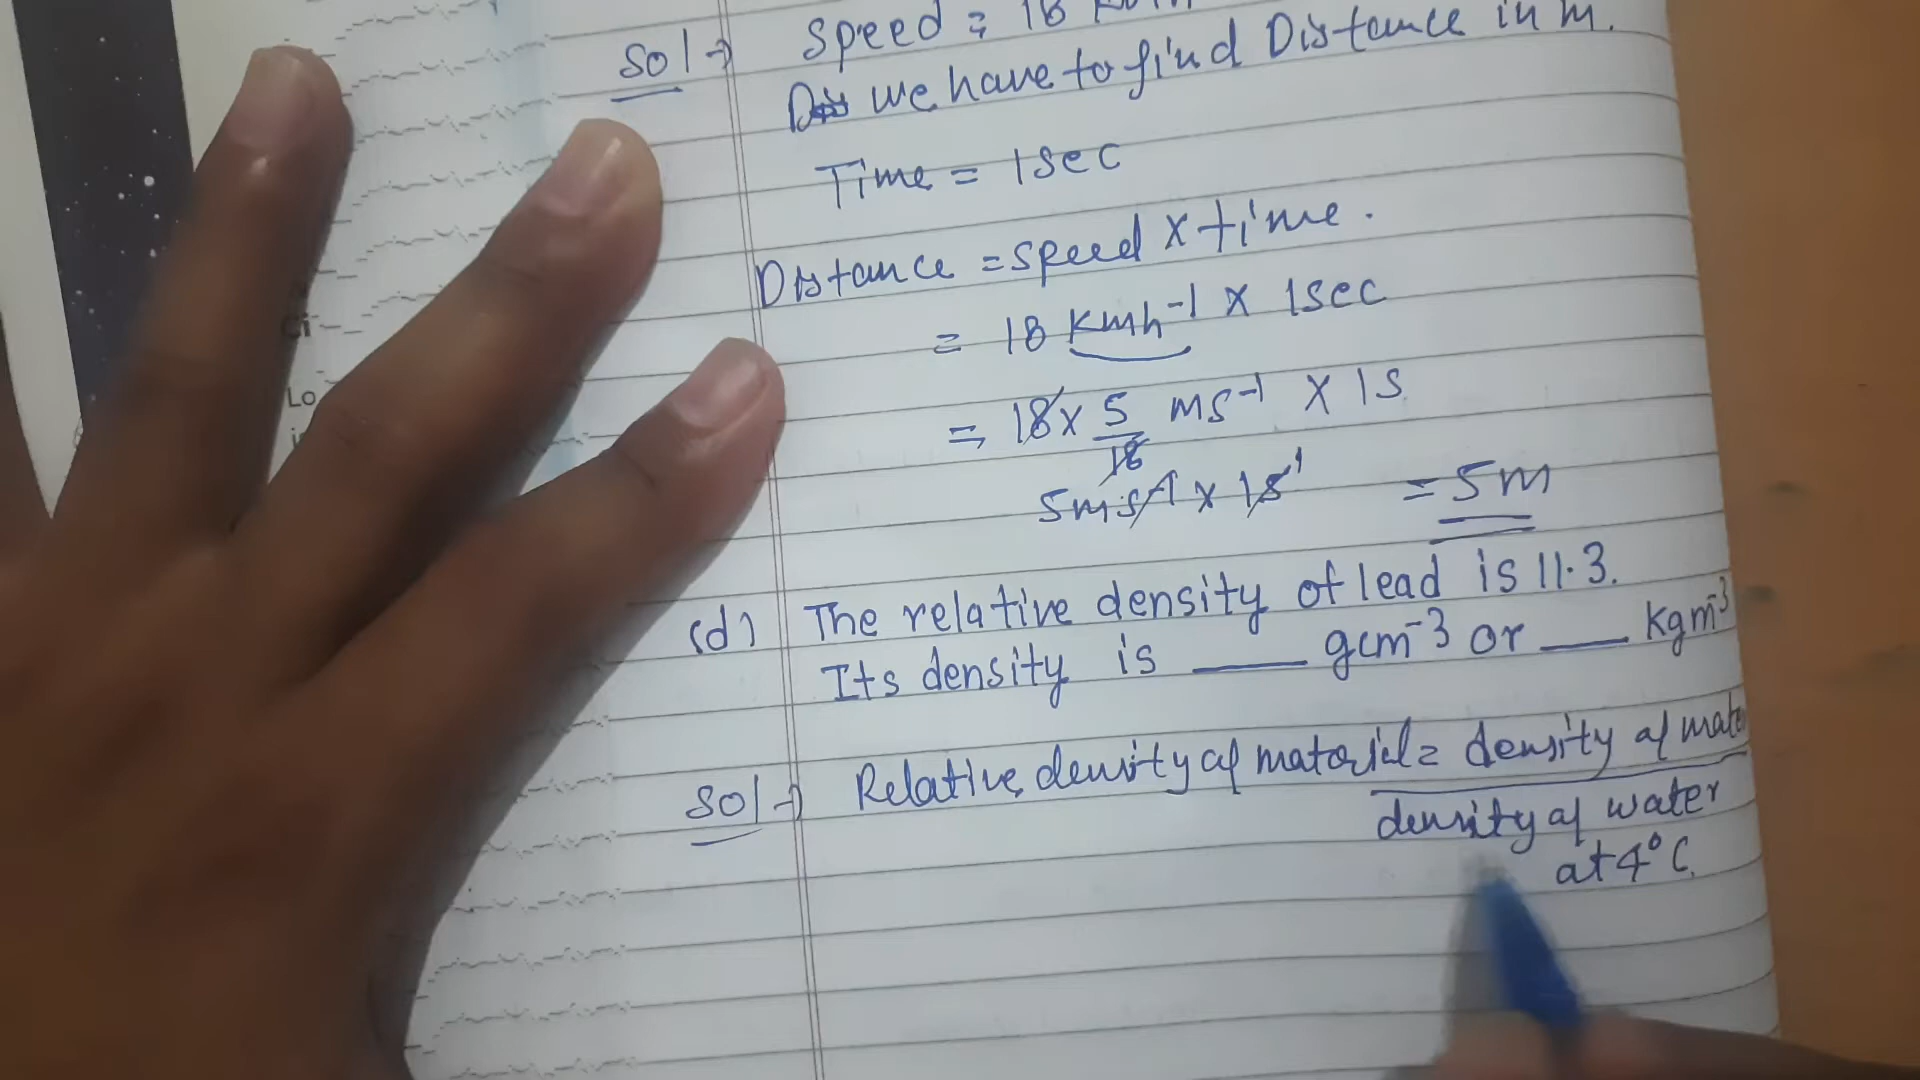 Sol → Speed = 18
we have to find Distance in m.
Time = 1sec
Distance = speed x time.
= 18 kmh⁻¹ x 1sec
= 18 x 5/18 ms⁻¹ x 1s
5ms⁻¹ x 1s¹ = 5m
(d) The relative density of lead is 11.3.
Its density is ____ gcm⁻³ or ____ kgm⁻³
Sol → Relative density of material = density of mate
density of water
at 4°C.
Lo